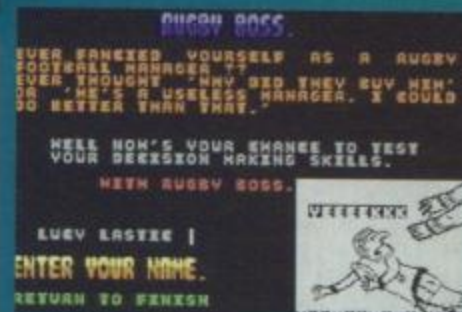 RUGBY BOSS.
EVER FANCIED YOURSELF AS A RUGBY
FOOTBALL MANAGER"?
EVER THOUGHT "WHY DID THEY BUY HIM'
OR 'HE'S A USELESS MANAGER. I COULD
DO BETTER THAN THAT."
WELL NOW'S YOUR CHANCE TO TEST
YOUR DECISION MAKING SKILLS.
WITH RUGBY BOSS.
LUCY LASTIC |
ENTER YOUR NAME.
RETURN TO FINISH
YEEEEKKK